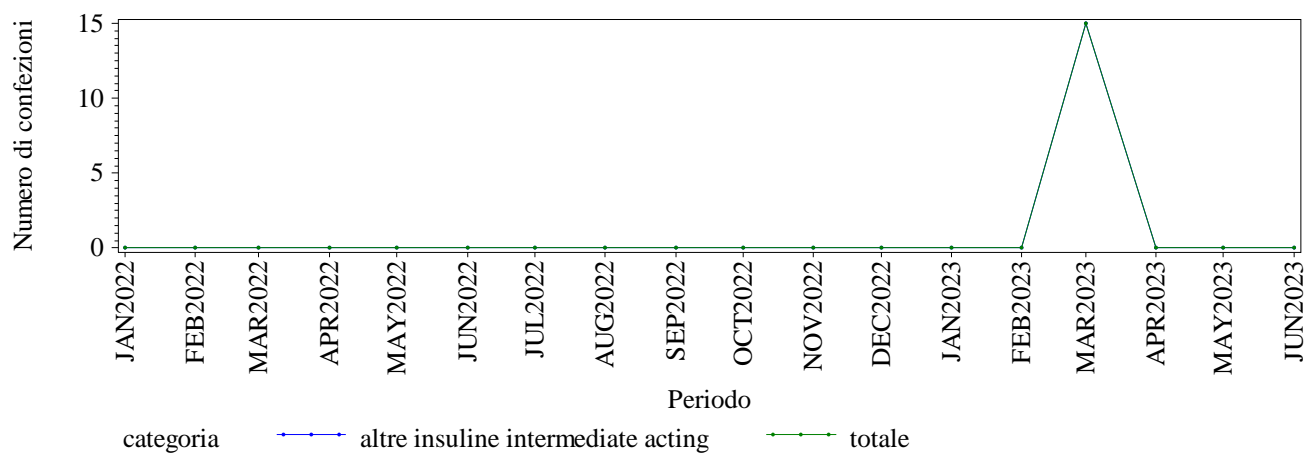 Numero di confezioni
15
10
5
0
JAN2022
FEB2022
MAR2022
APR2022
MAY2022
JUN2022
JUL2022
AUG2022
SEP2022
OCT2022
NOV2022
DEC2022
JAN2023
FEB2023
MAR2023
APR2023
MAY2023
JUN2023
Periodo
categoria altre insuline intermediate acting totale